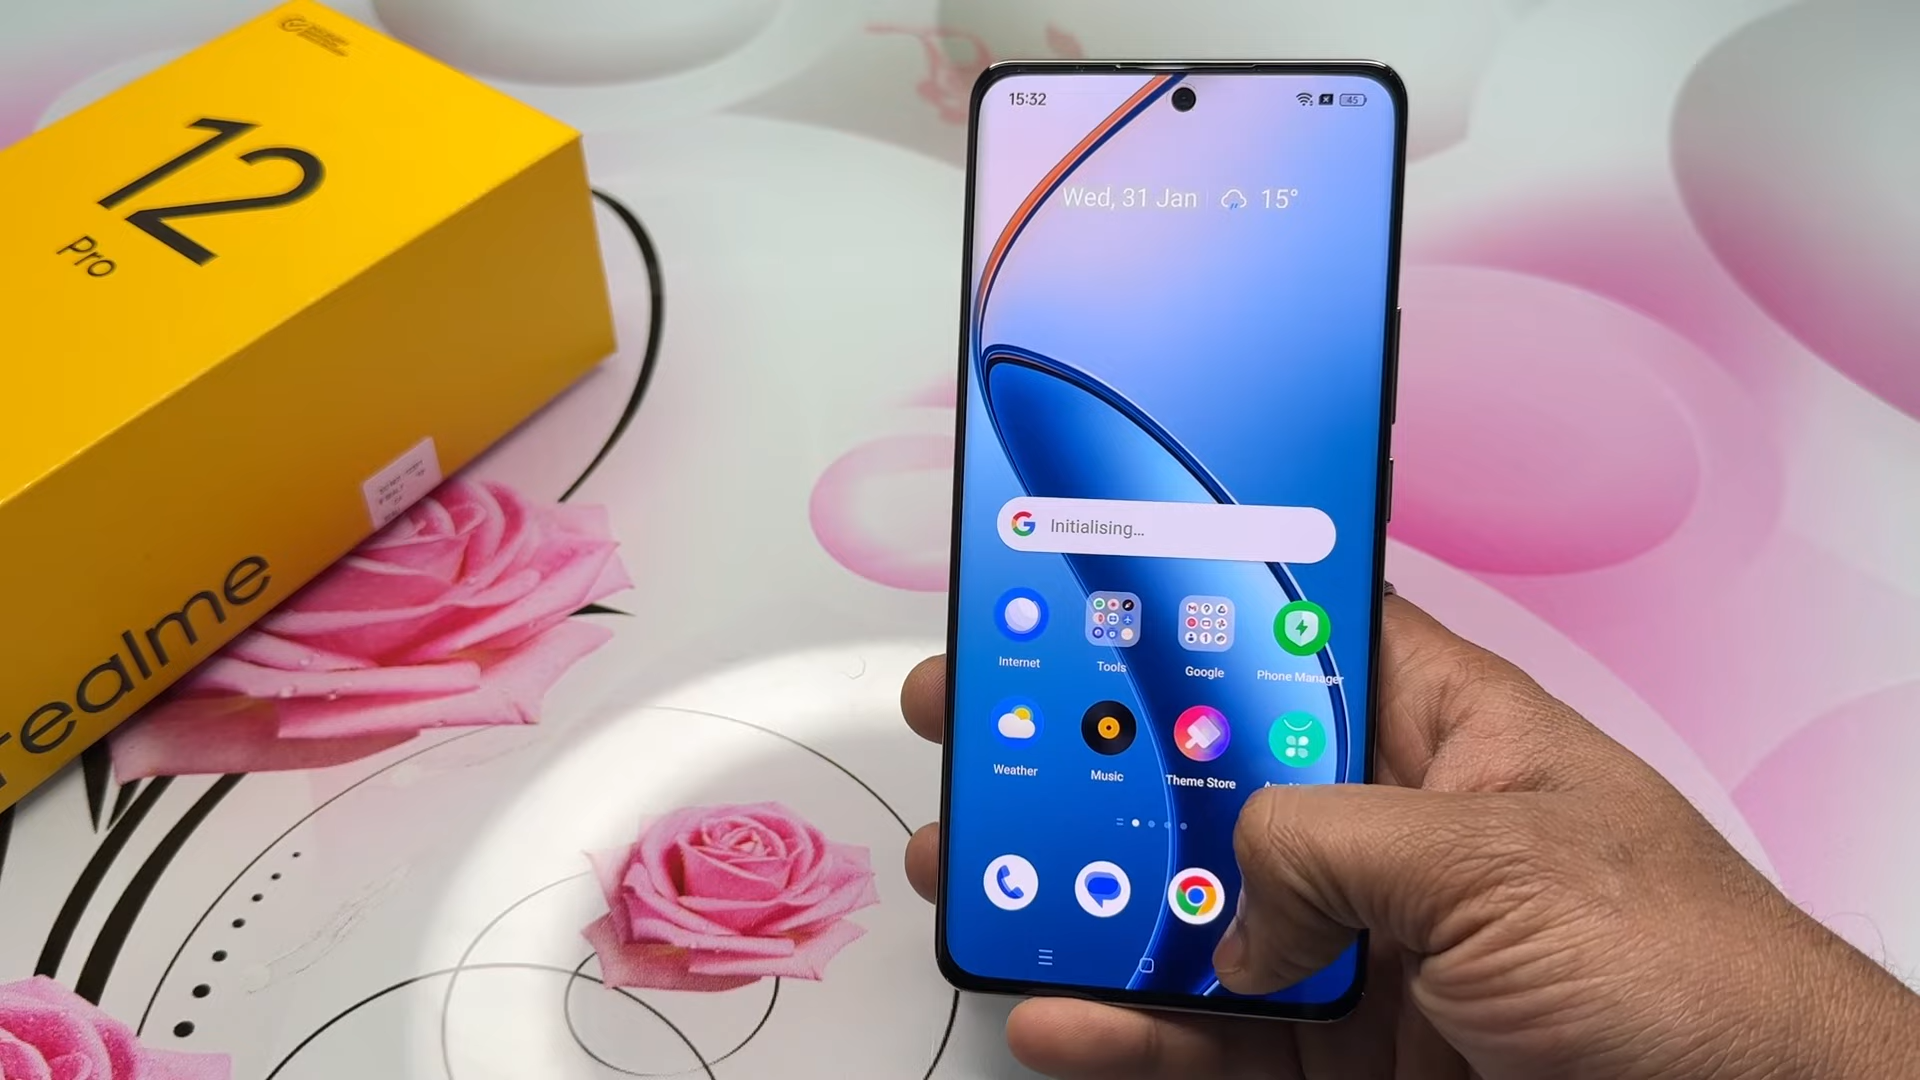 12
Pro
realme
15:32
45
Wed, 31 Jan
15°
Initialising…
Internet
Tools
Google
Phone Manager
Weather
Music
Theme Store